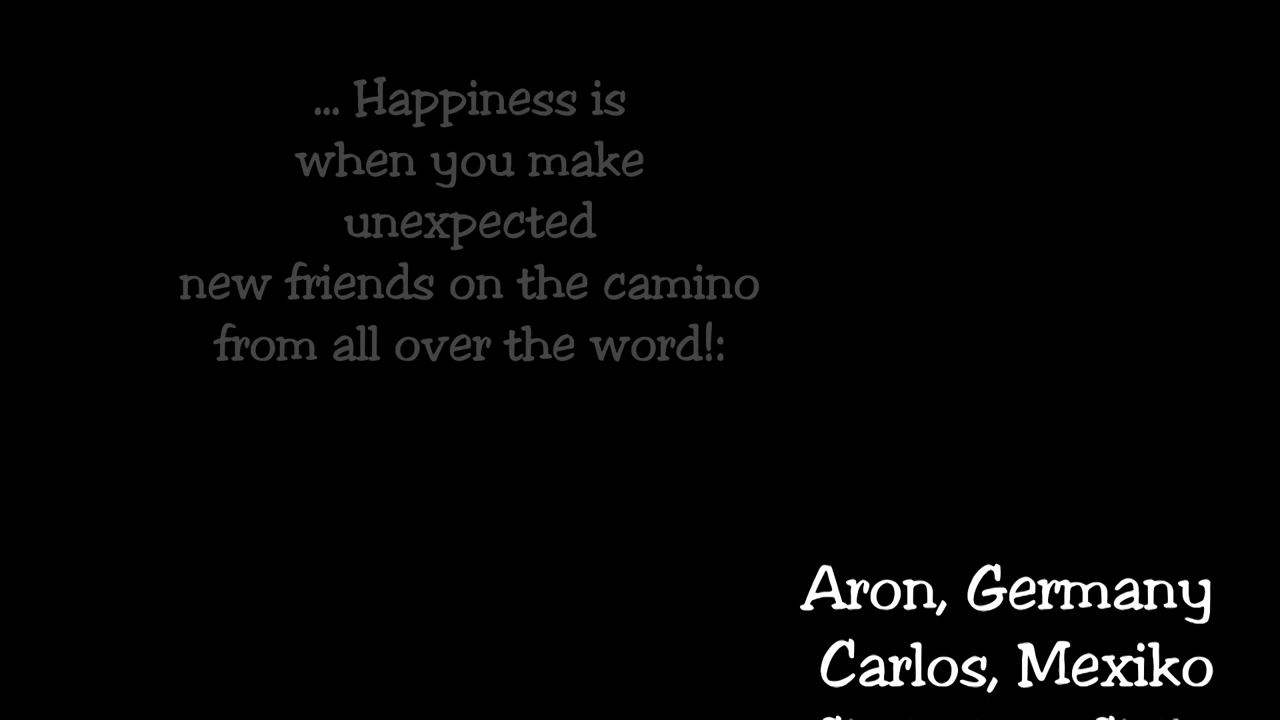 ... Happiness is
when you make
unexpected
new friends on the camino
from all over the word!:
Aron, Germany
Carlos, Mexiko